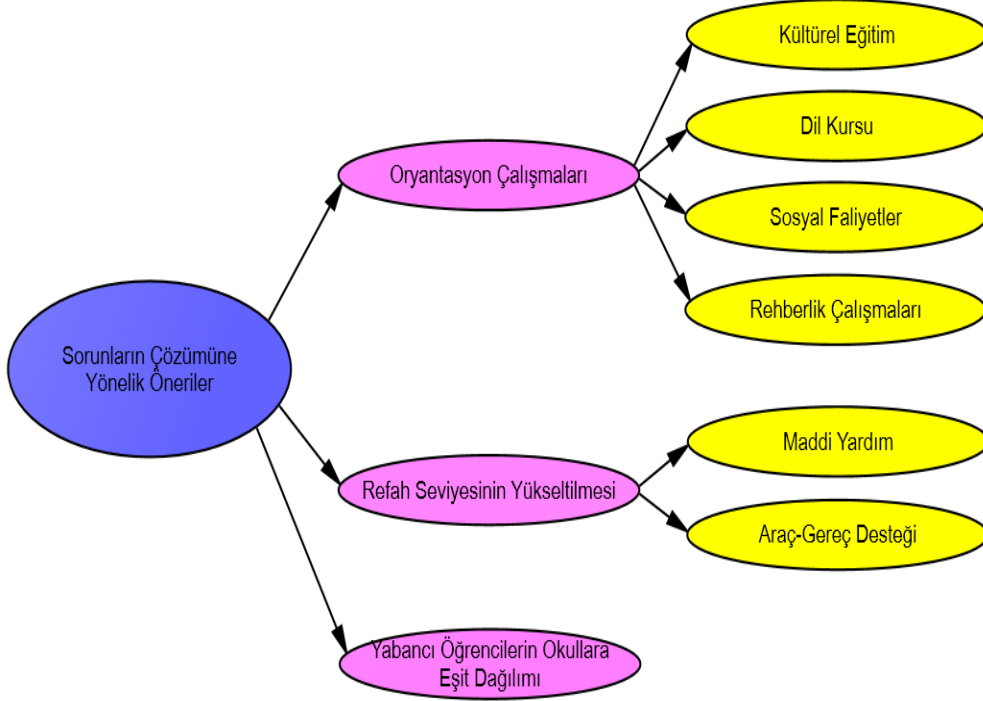 Kültürel Eğitim
Dil Kursu
Oryantasyon Çalışmaları
Sosyal Faliyetler
Rehberlik Çalışmaları
Sorunların Çözümüne
Yönelik Öneriler
Maddi Yardım
Refah Seviyesinin Yükseltilmesi
Araç-Gereç Desteği
Yabancı Öğrencilerin Okullara
Eşit Dağılımı